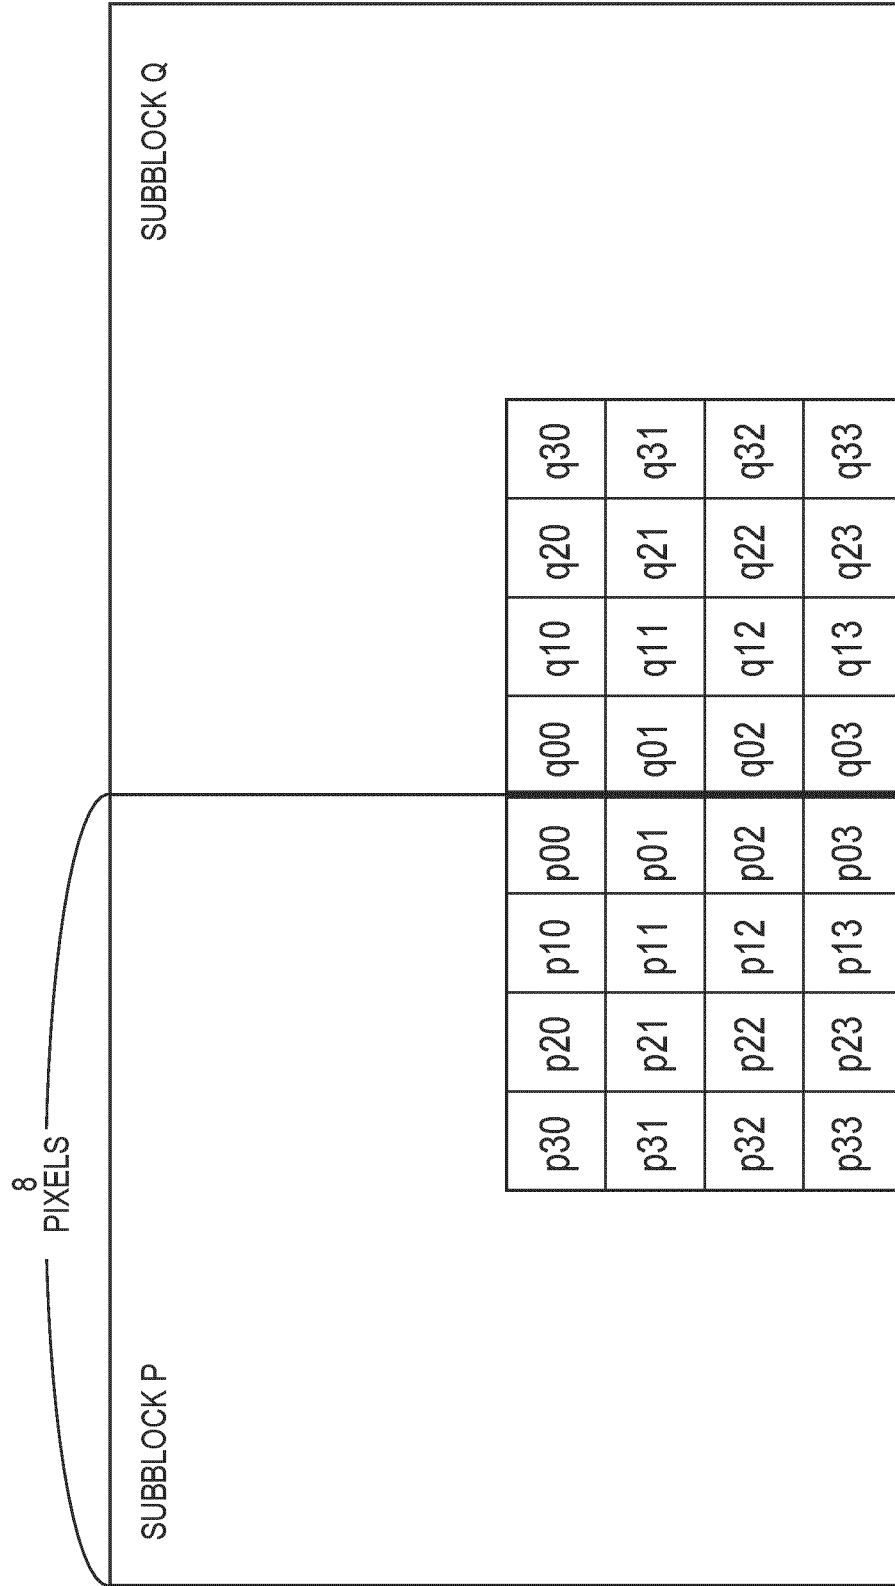 8
PIXELS
SUBBLOCK P
SUBBLOCK Q
p30 p20 p10 p00 q00 q10 q20 q30
p31 p21 p11 p01 q01 q11 q21 q31
p32 p22 p12 p02 q02 q12 q22 q32
p33 p23 p13 p03 q03 q13 q23 q33